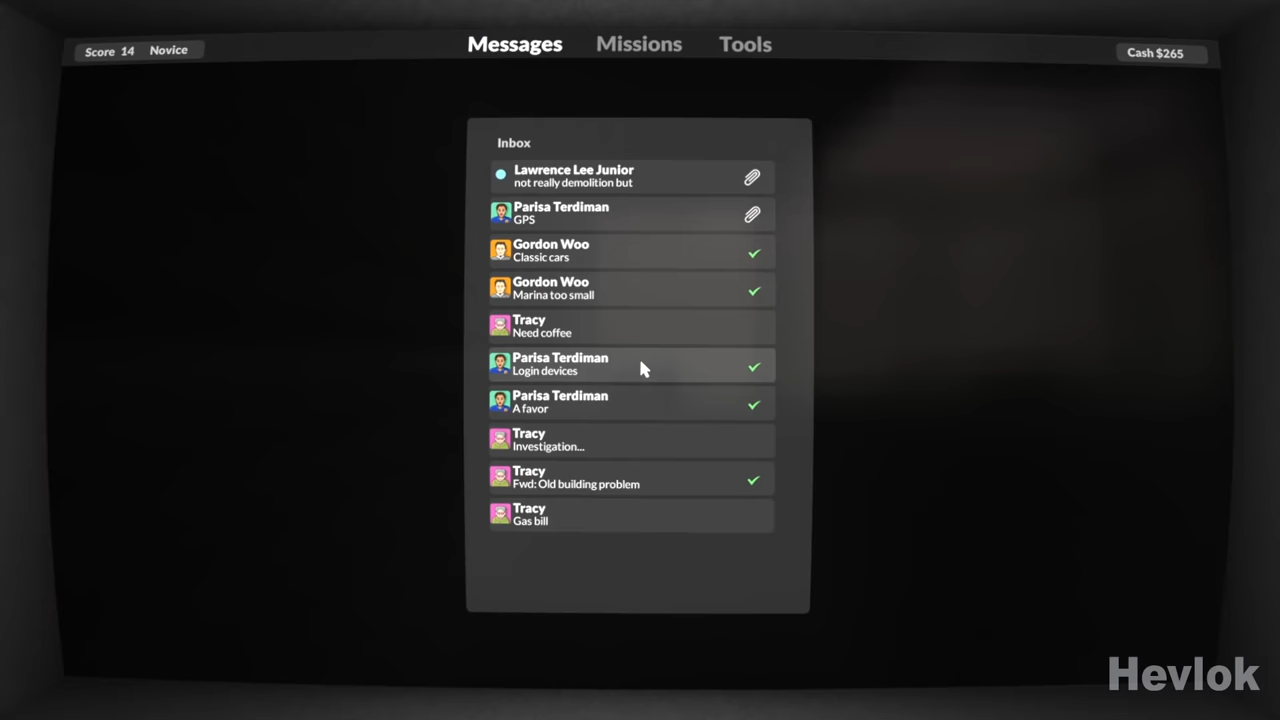 Score 14 Novice
Messages Missions Tools
Cash $265
Inbox
Lawrence Lee Junior
not really demolition but
Parisa Terdiman
GPS
Gordon Woo
Classic cars
Gordon Woo
Marina too small
Tracy
Need coffee
Parisa Terdiman
Login devices
Parisa Terdiman
A favor
Tracy
Investigation...
Tracy
Fwd: Old building problem
Tracy
Gas bill
Hevlok